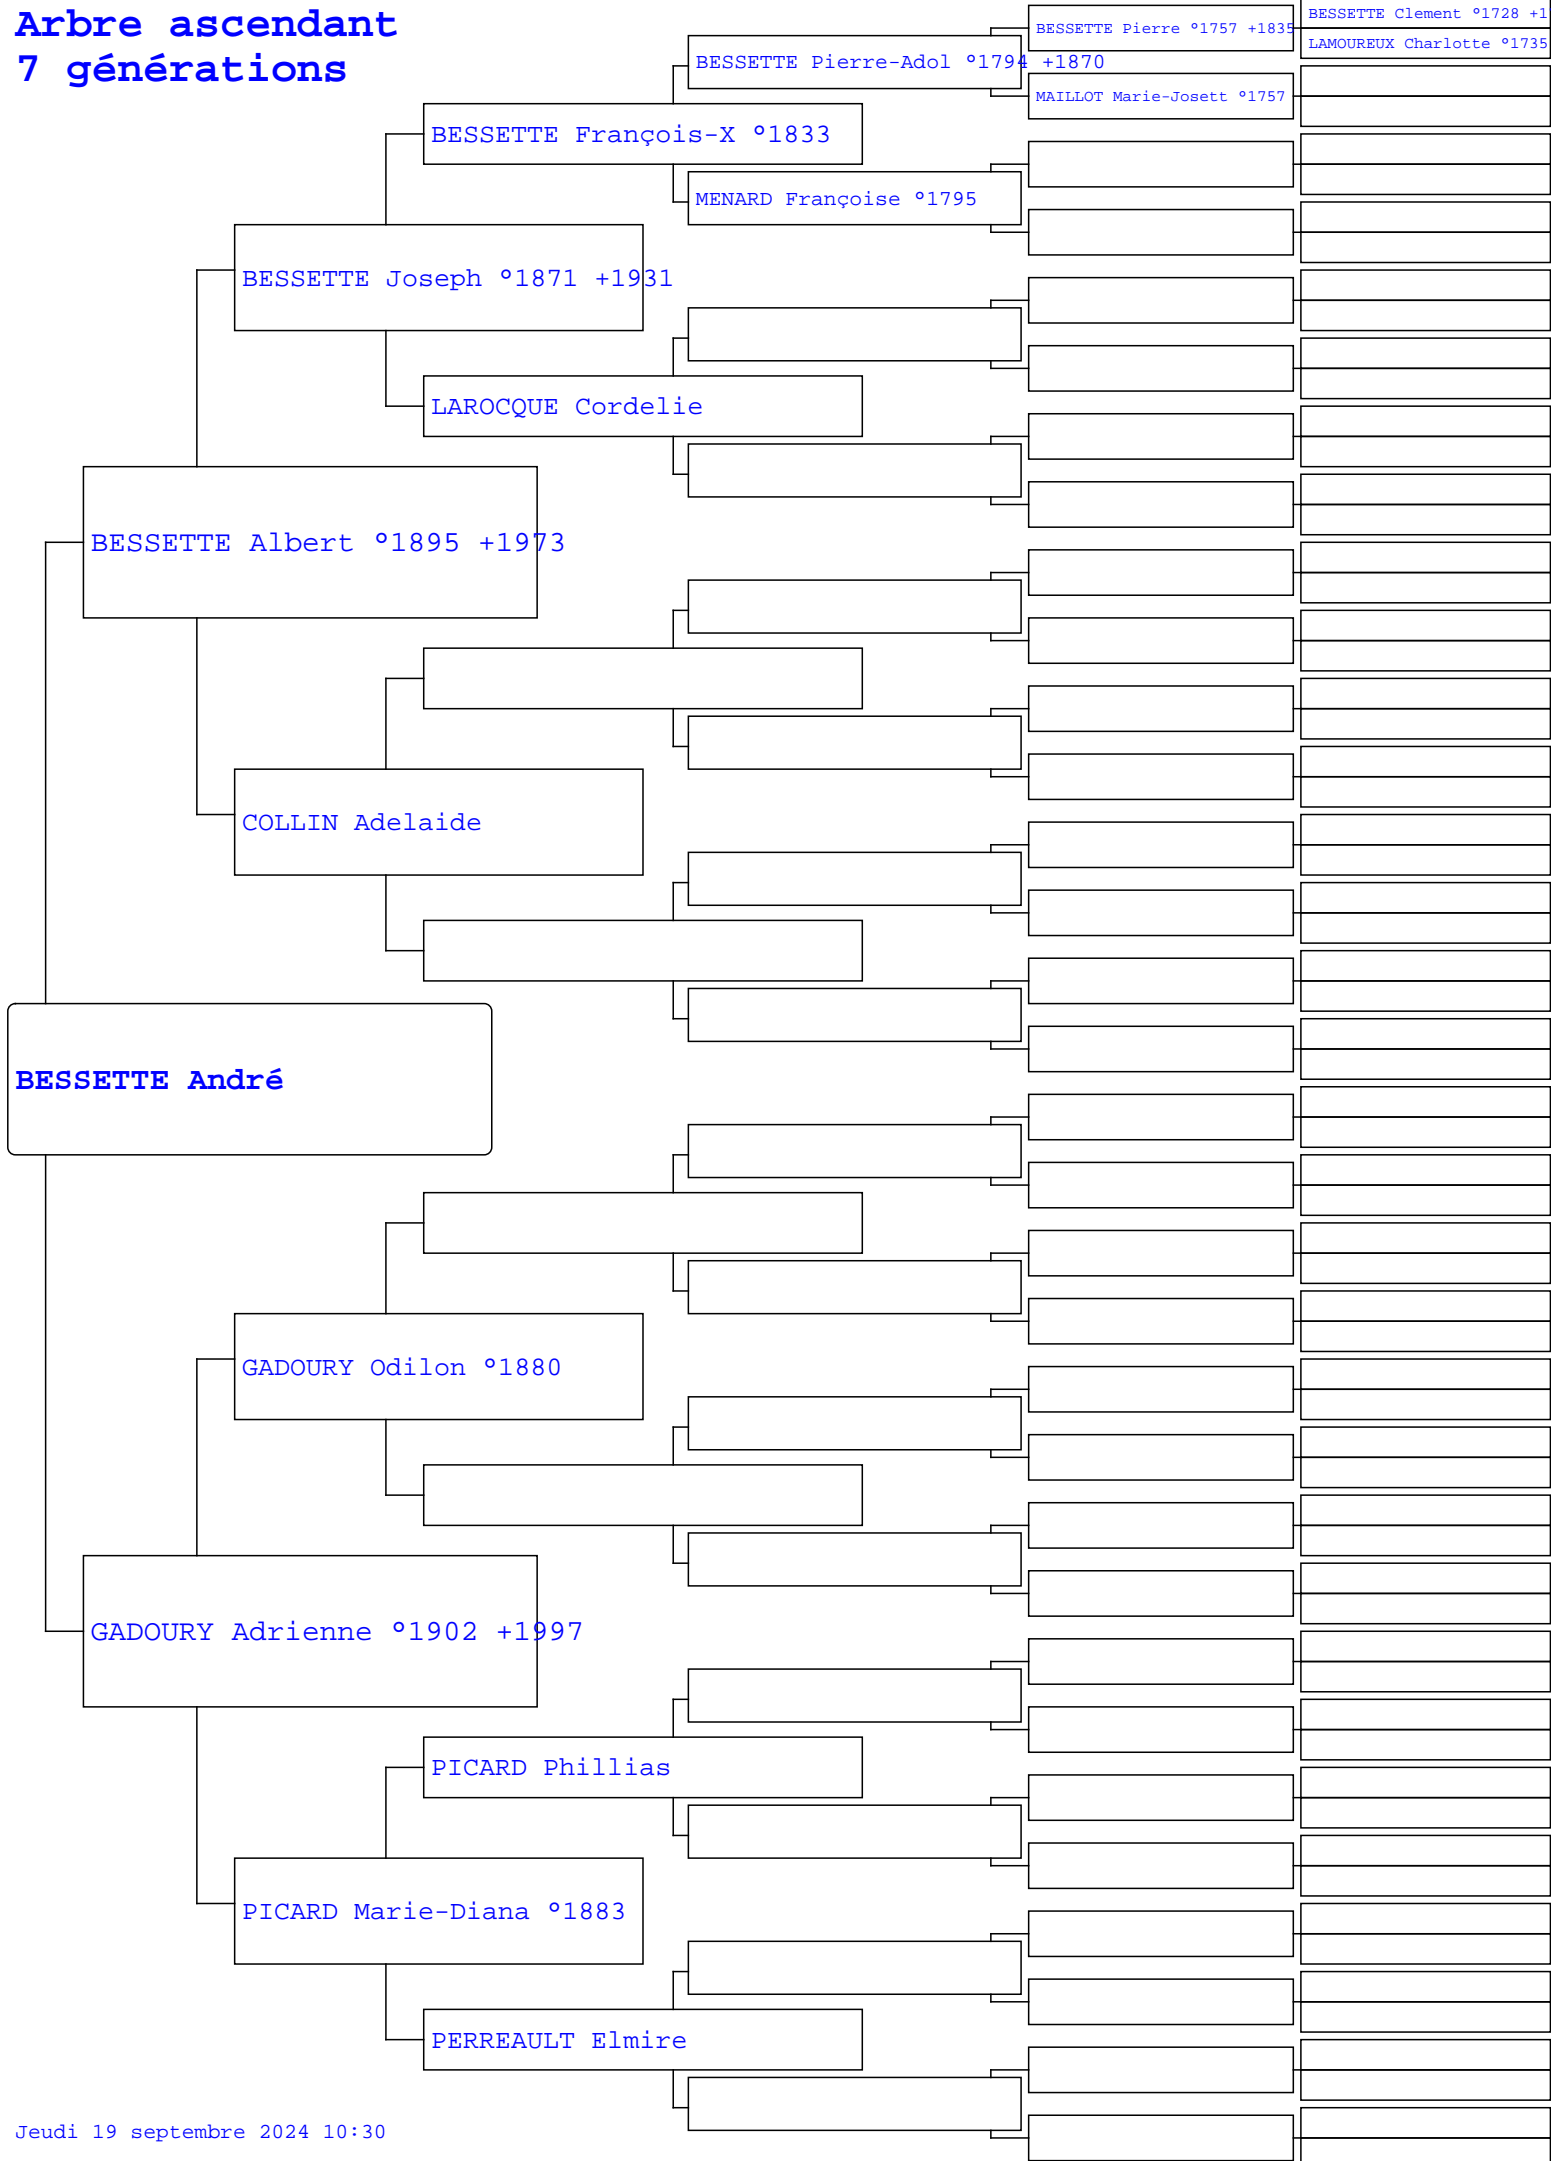 Arbre ascendant
7 générations
BESSETTE Clement °1728 +1
BESSETTE Pierre °1757 +1835
LAMOUREUX Charlotte °1735
BESSETTE Pierre-Adol °1794 +1870
MAILLOT Marie-Josett °1757
BESSETTE François-X °1833
MENARD Françoise °1795
BESSETTE Joseph °1871 +1931
LAROCQUE Cordelie
BESSETTE Albert °1895 +1973
COLLIN Adelaide
BESSETTE André
GADOURY Odilon °1880
GADOURY Adrienne °1902 +1997
PICARD Phillias
PICARD Marie-Diana °1883
PERREAULT Elmire
Jeudi 19 septembre 2024 10:30